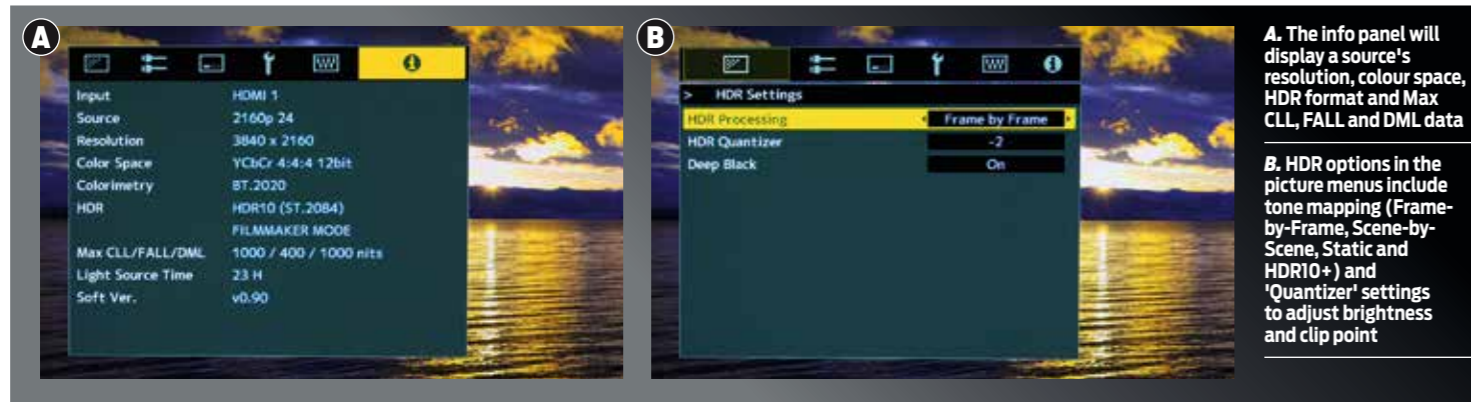 A
Input HDMI 1
Source 2160p 24
Resolution 3840 x 2160
Color Space YCbCr 4:4:4 12bit
Colorimetry BT.2020
HDR HDR10 (ST.2084)
FILMMAKER MODE
Max CLL/FALL/DML 1000 / 400 / 1000 nits
Light Source Time 23 H
Soft Ver. v0.90
B
> HDR Settings
HDR Processing Frame by Frame
HDR Quantizer -2
Deep Black On
A. The info panel will
display a source's
resolution, colour space,
HDR format and Max
CLL, FALL and DML data
B. HDR options in the
picture menus include
tone mapping (Frame-
by-Frame, Scene-by-
Scene, Static and
HDR10+) and
'Quantizer' settings
to adjust brightness
and clip point